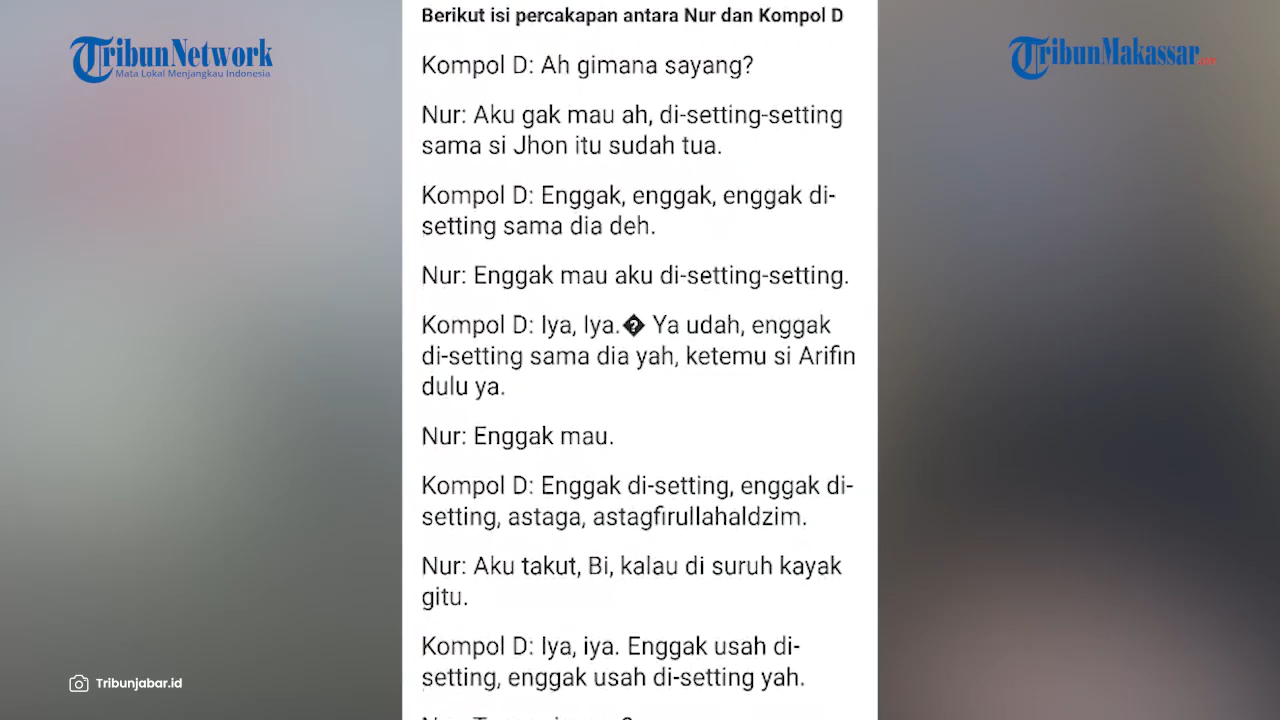 Berikut isi percakapan antara Nur dan Kompol D
TribunNetwork
Mata Lokal Menjangkau Indonesia
TribunMakassar.com
Kompol D: Ah gimana sayang?
Nur: Aku gak mau ah, di-setting-setting
sama si Jhon itu sudah tua.
Kompol D: Enggak, enggak, enggak di-
setting sama dia deh.
Nur: Enggak mau aku di-setting-setting.
Kompol D: Iya, Iya.� Ya udah, enggak
di-setting sama dia yah, ketemu si Arifin
dulu ya.
Nur: Enggak mau.
Kompol D: Enggak di-setting, enggak di-
setting, astaga, astagfirullahaldzim.
Nur: Aku takut, Bi, kalau di suruh kayak
gitu.
Kompol D: Iya, iya. Enggak usah di-
setting, enggak usah di-setting yah.
Tribunjabar.id